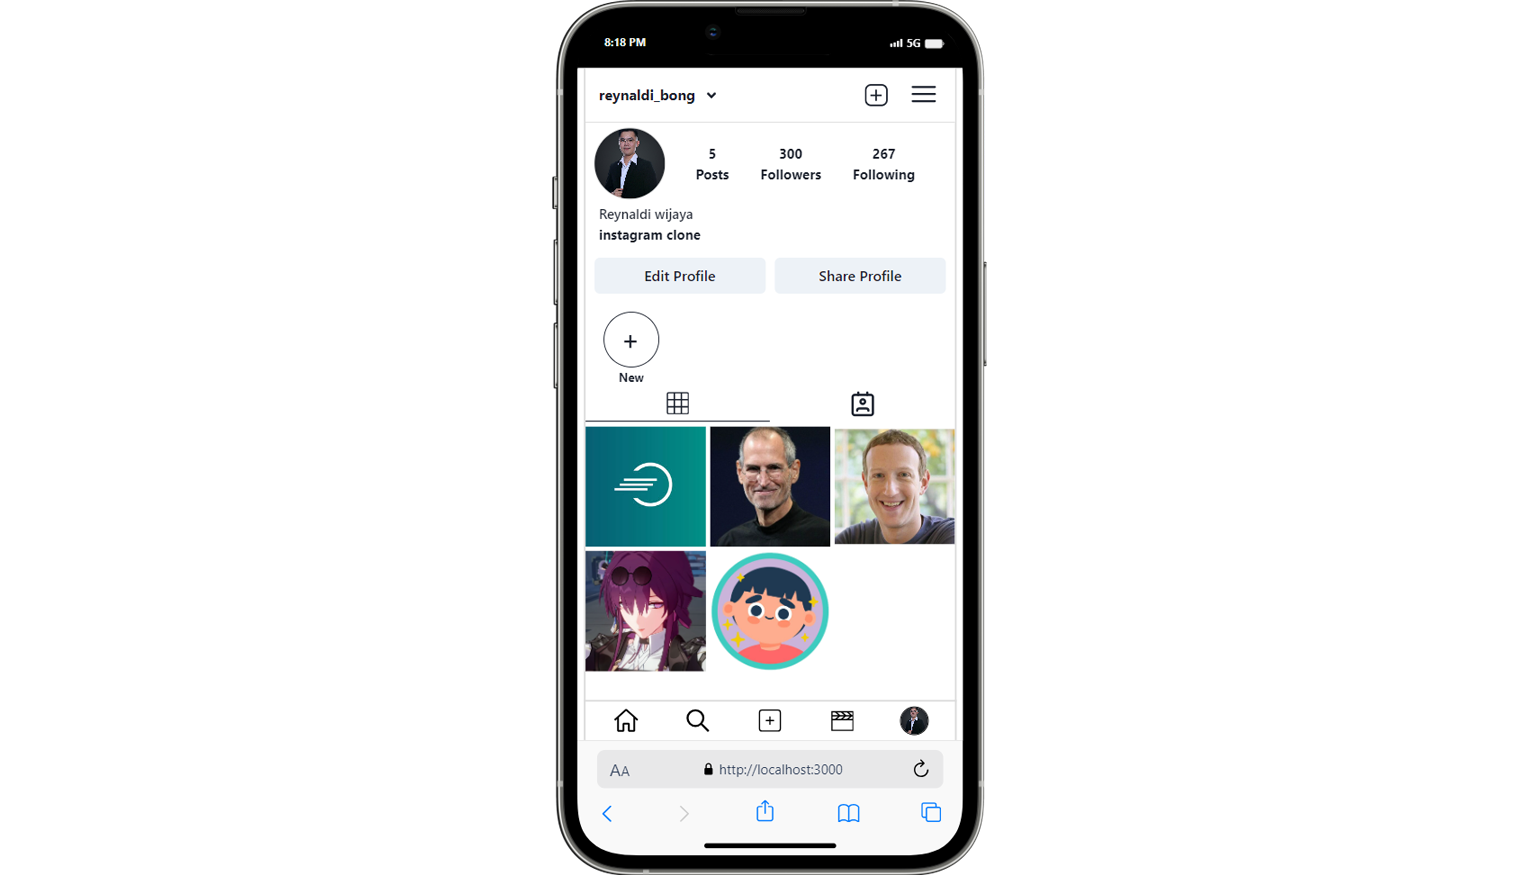 8:18 PM
5G
reynaldi_bong
5
300
267
Posts
Followers
Following
Reynaldi wijaya
instagram clone
Edit Profile
Share Profile
New
AA
http://localhost:3000